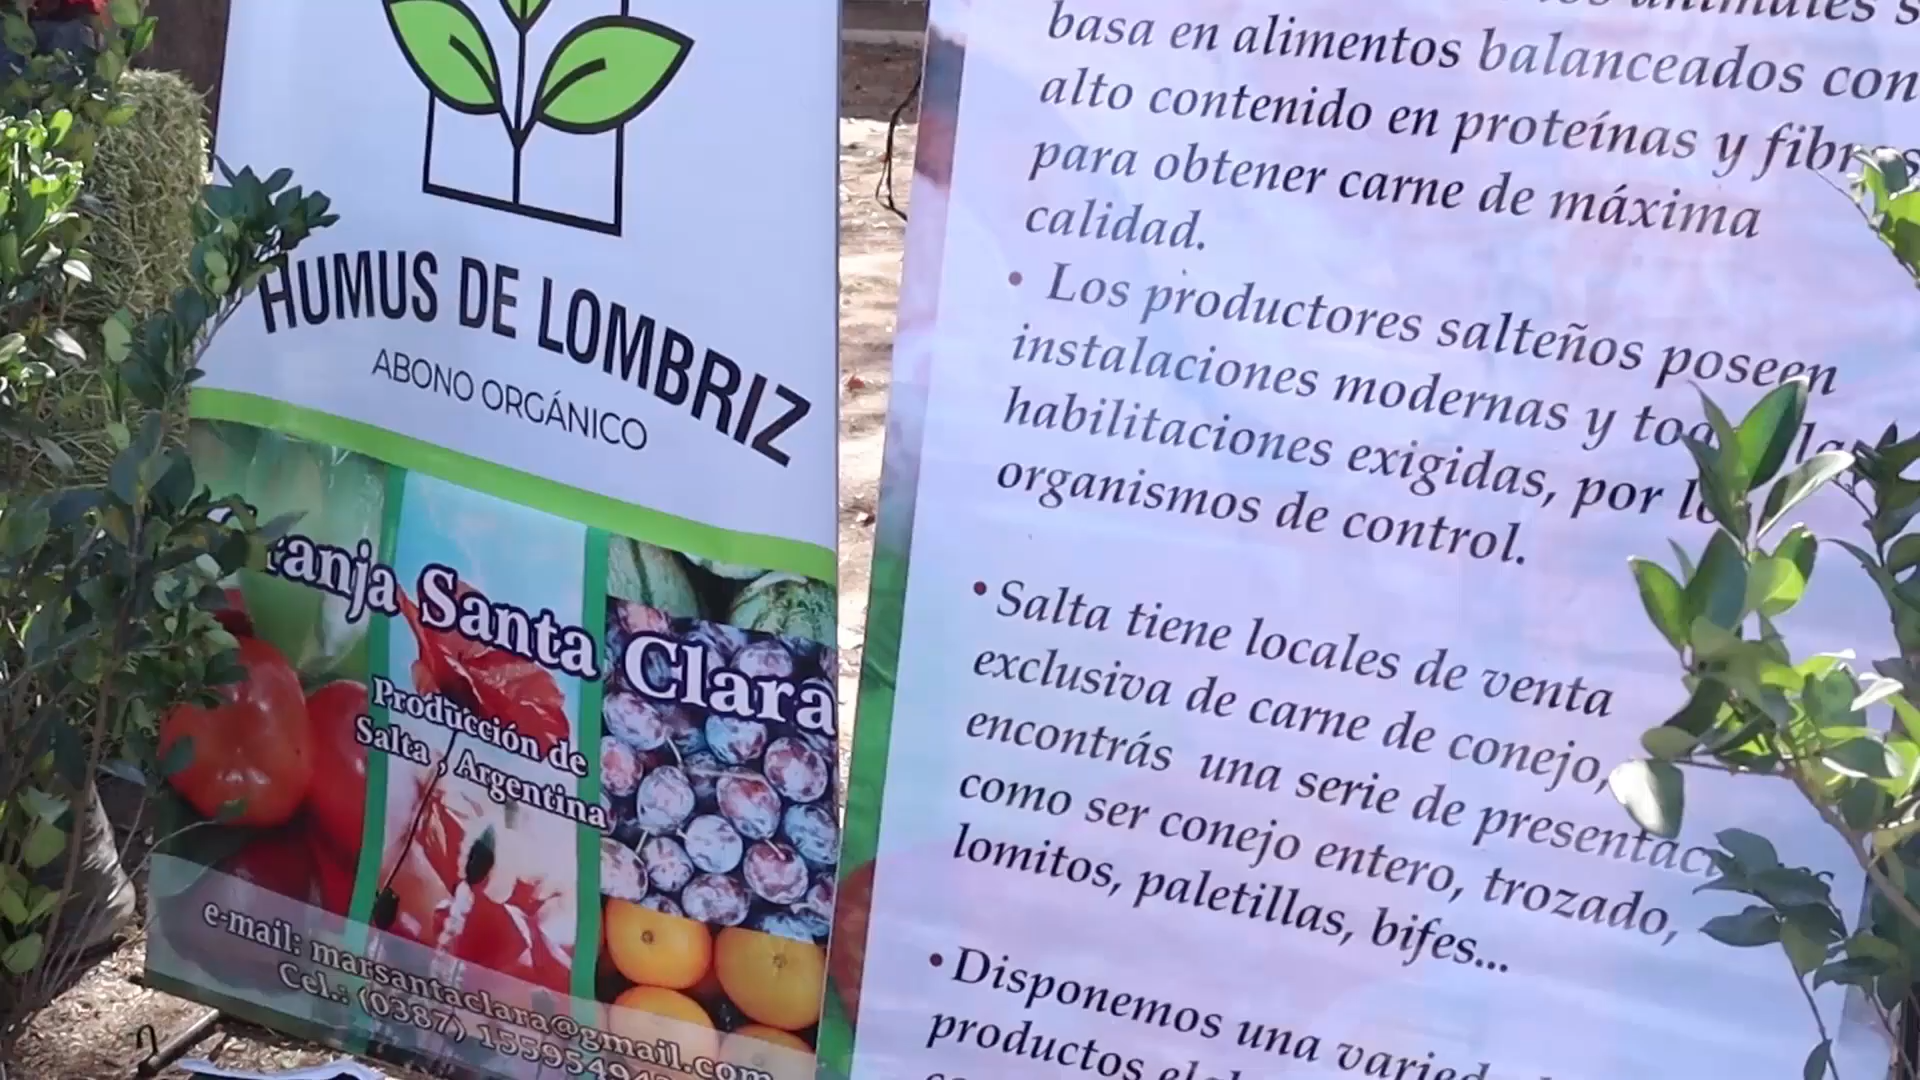 HUMUS DE LOMBRIZ
ABONO ORGÁNICO
Santa Clara
Producción de
Salta, Argentina
e-mail: marsantaclara@gmail.com
Cel.: (0387)
basa en alimentos balanceados con
alto contenido en proteínas y
para obtener carne de máxima
calidad.
• Los productores salteños poseen
instalaciones modernas y
habilitaciones exigidas, por
organismos de control.
• Salta tiene locales de venta
exclusiva de carne de conejo,
encontrás una serie de
como ser conejo entero, trozado,
lomitos, paletillas, bifes...
• Disponemos una
productos